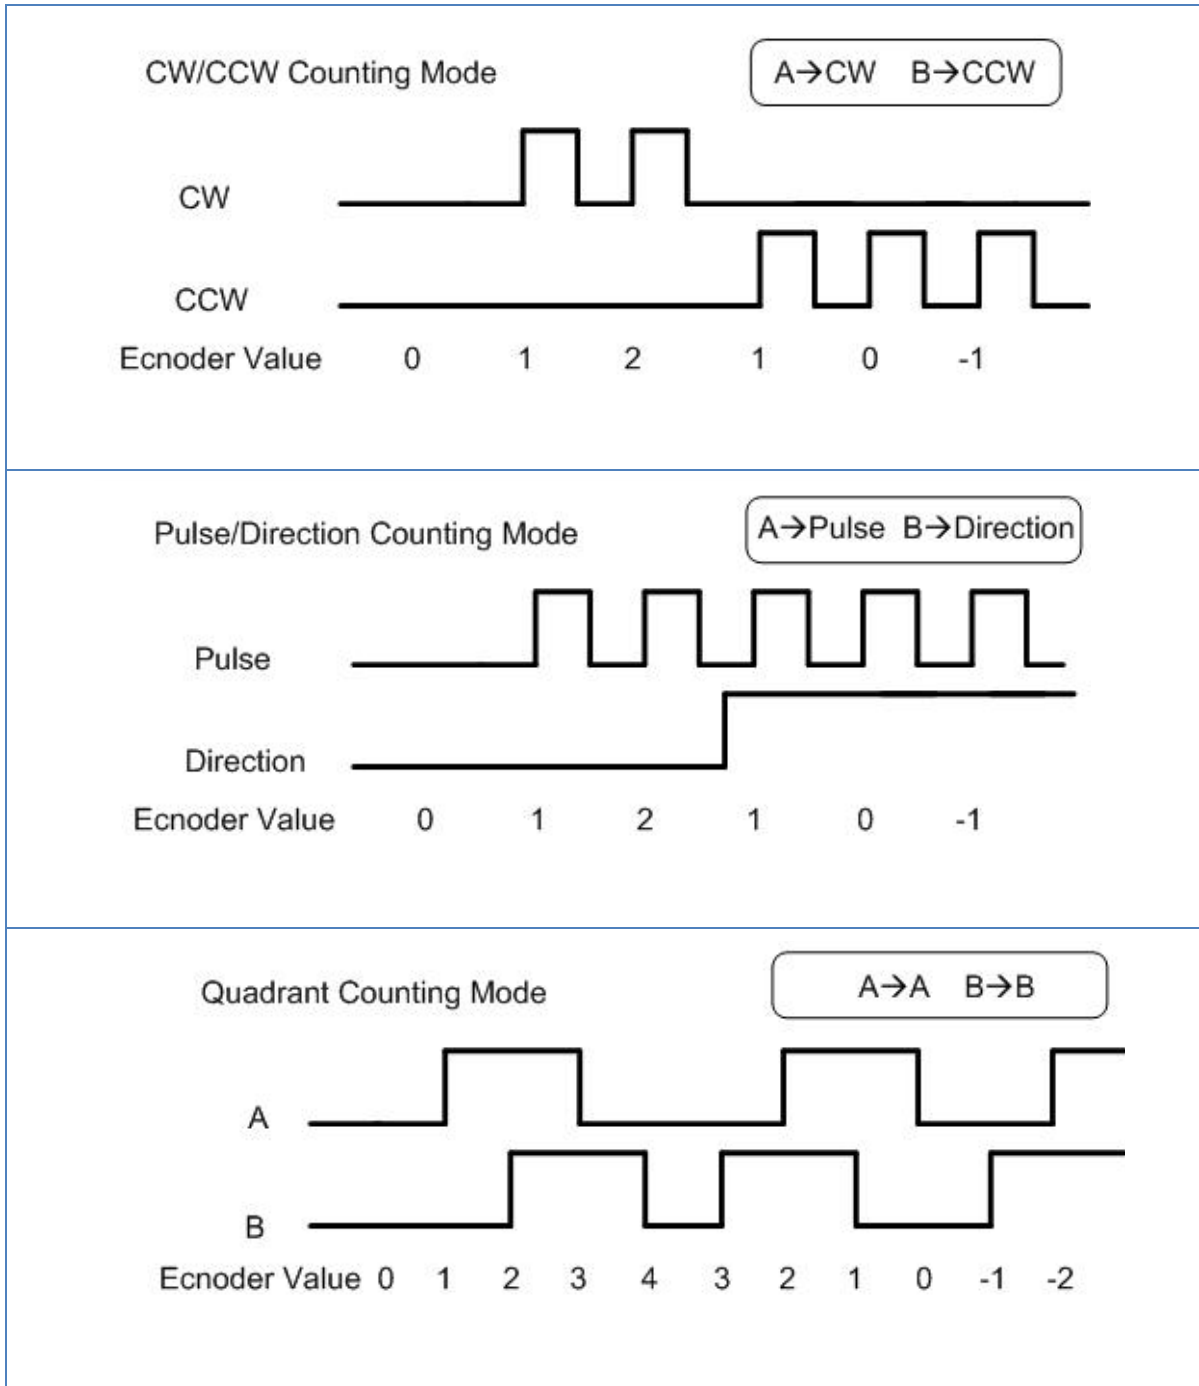 CW/CCW Counting Mode
A→CW B→CCW
CW
CCW
Ecnoder Value 0 1 2 1 0 -1
Pulse/Direction Counting Mode
A→Pulse B→Direction
Pulse
Direction
Ecnoder Value 0 1 2 1 0 -1
Quadrant Counting Mode
A→A B→B
A
B
Ecnoder Value 0 1 2 3 4 3 2 1 0 -1 -2